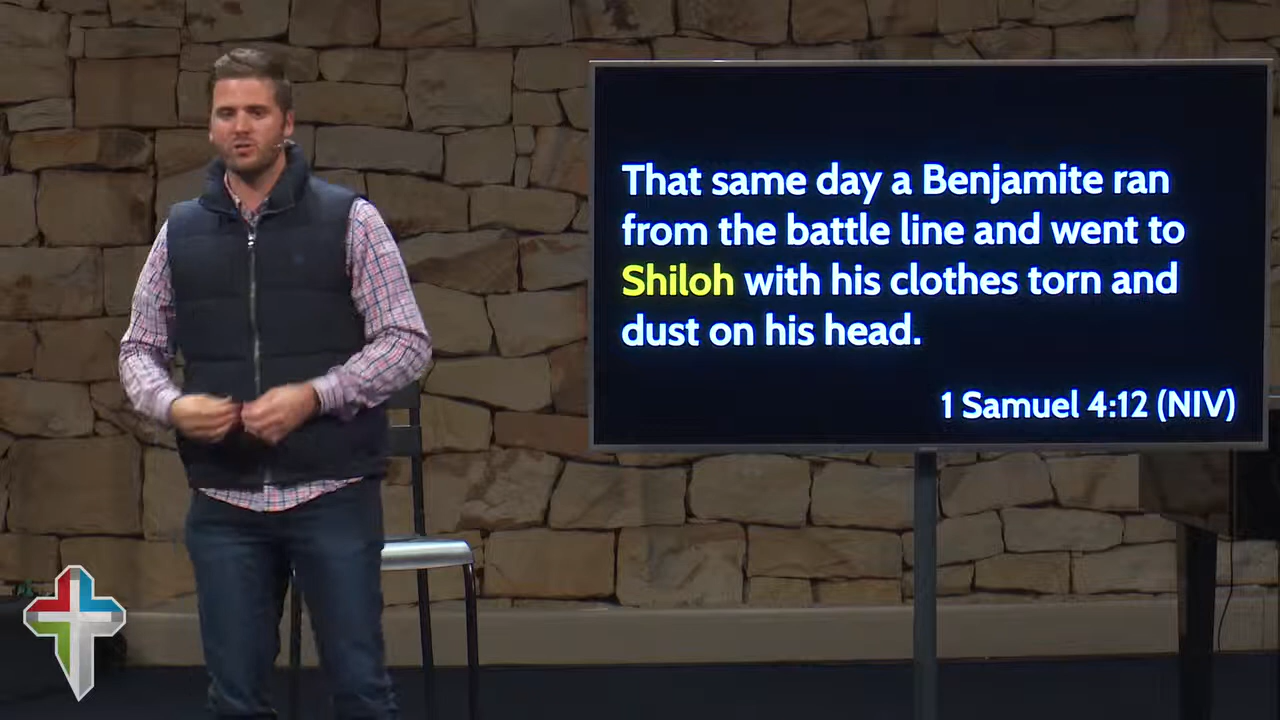 That same day a Benjamite ran
from the battle line and went to
Shiloh with his clothes torn and
dust on his head.
1 Samuel 4:12 (NIV)